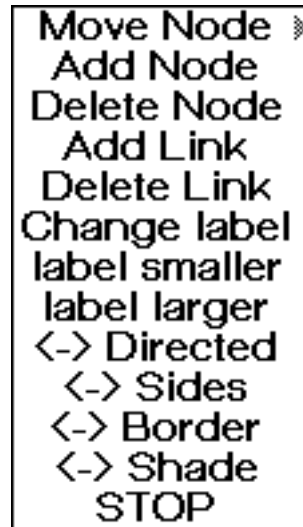 Move Node
Add Node
Delete Node
Add Link
Delete Link
Change label
label smaller
label larger
<-> Directed
<-> Sides
<-> Border
<-> Shade
STOP